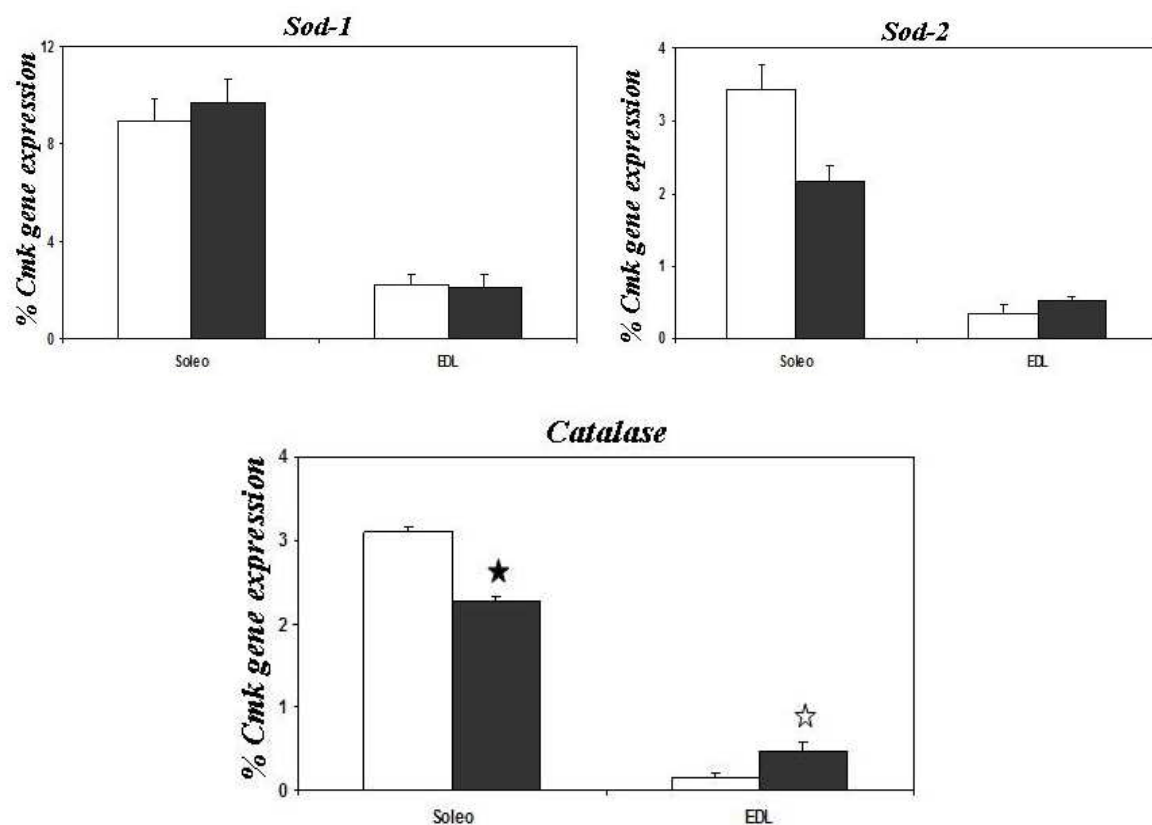 Sod-1
% Cmk gene expression
12
8
4
0
Soleo EDL
Sod-2
% Cmk gene expression
4
3
2
1
0
Soleo EDL
Catalase
% Cmk gene expression
4
3
2
1
0
Soleo EDL